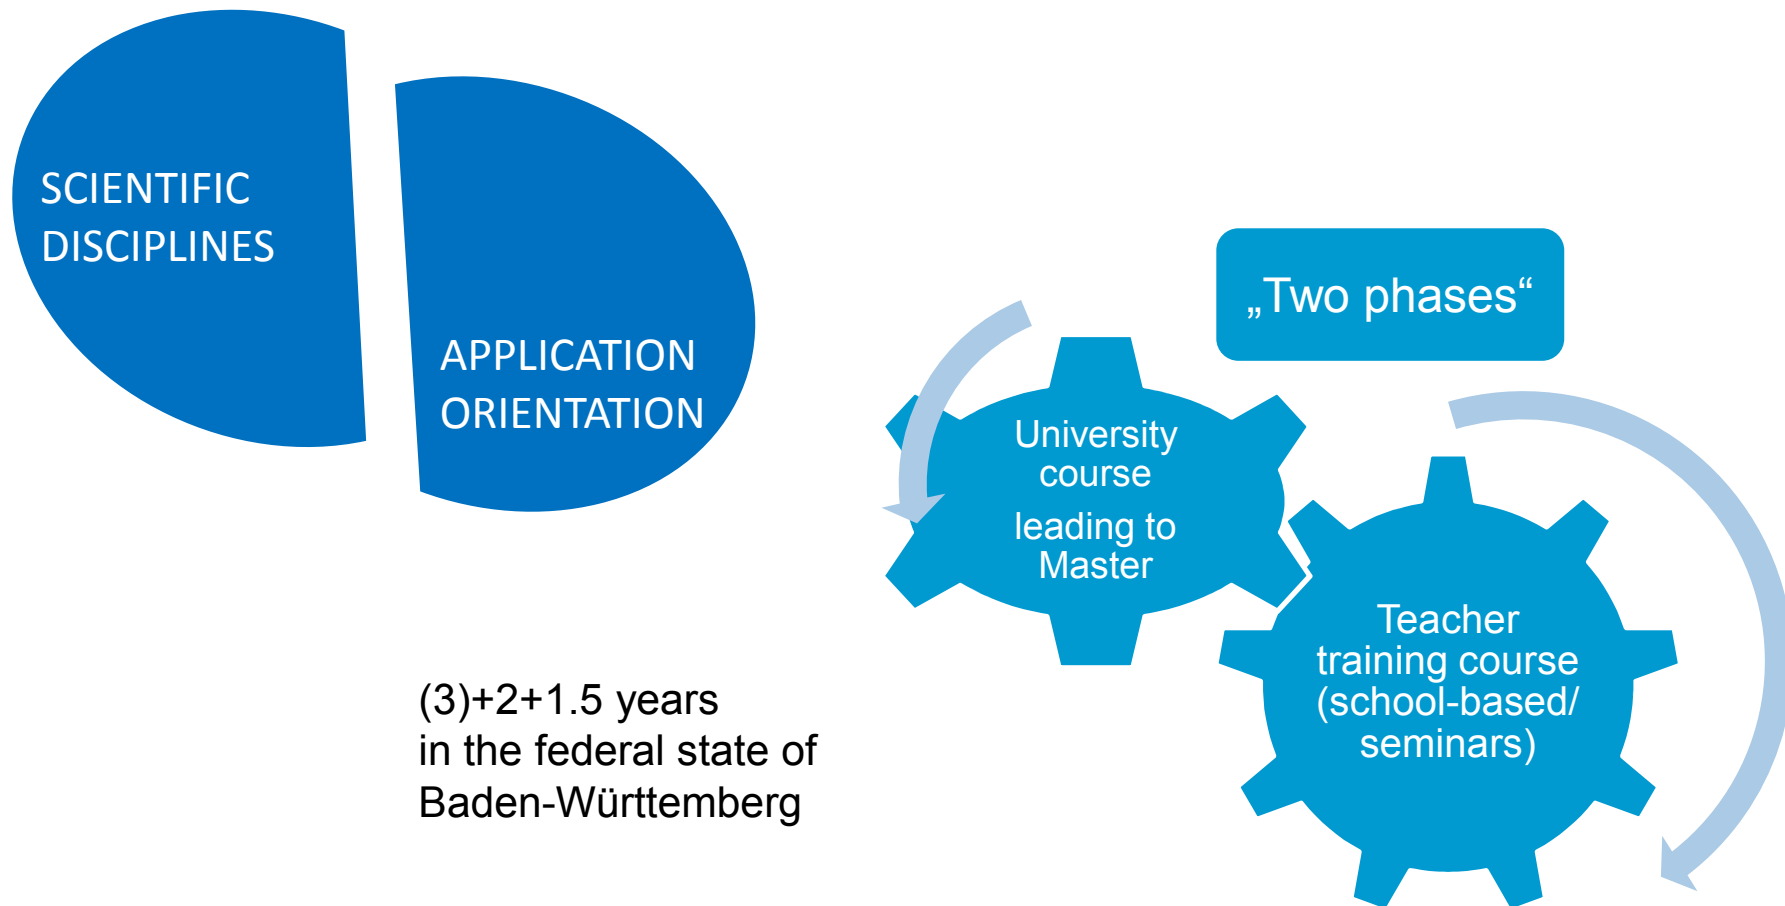 SCIENTIFIC
DISCIPLINES
APPLICATION
ORIENTATION
„Two phases“
University
course
leading to
Master
Teacher
training course
(school-based/
seminars)
(3)+2+1.5 years
in the federal state of
Baden-Württemberg